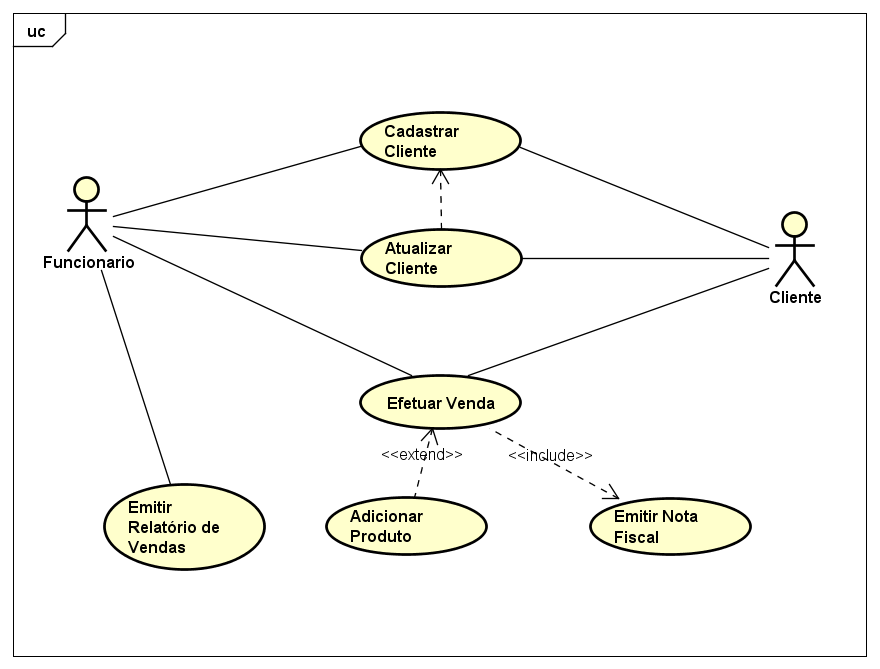 uc
Cadastrar
Cliente
Funcionario
Atualizar
Cliente
Cliente
Efetuar Venda
<<extend>>
<<include>>
Emitir
Relatório de
Vendas
Adicionar
Produto
Emitir Nota
Fiscal